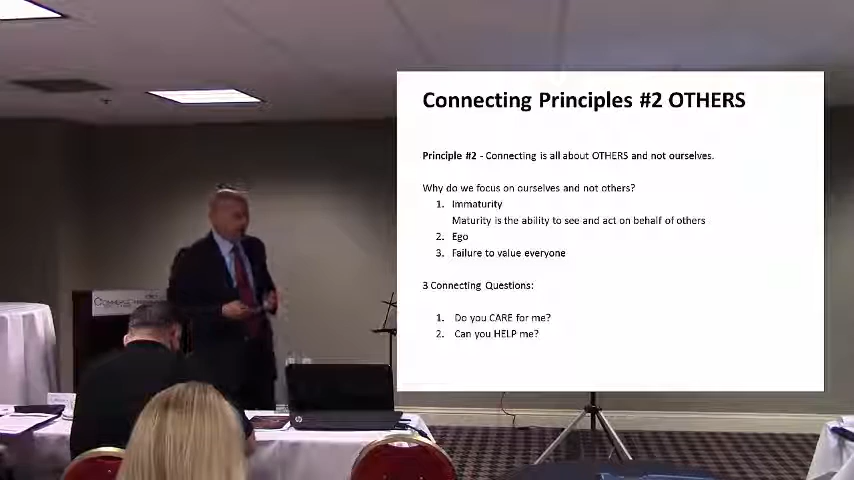 Connecting Principles #2 OTHERS
Principle #2 - Connecting is all about OTHERS and not ourselves.
Why do we focus on ourselves and not others?
1. Immaturity
Maturity is the ability to see and act on behalf of others
2. Ego
3. Failure to value everyone
3 Connecting Questions:
1. Do you CARE for me?
2. Can you HELP me?
hp